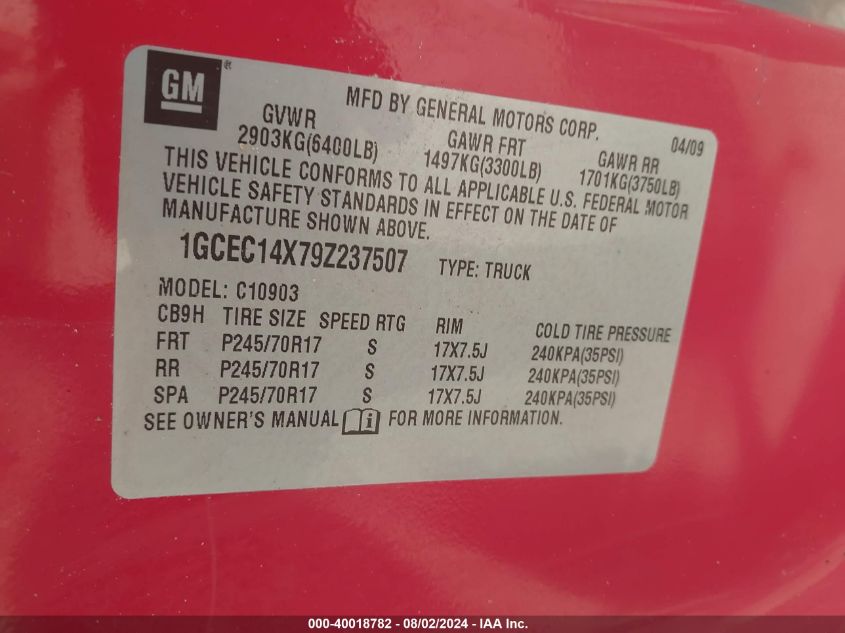 GM®
MFD BY GENERAL MOTORS CORP. 04/09
GVWR GAWR FRT GAWR RR
2903KG(6400LB) 1497KG(3300LB) 1701KG(3750LB)
THIS VEHICLE CONFORMS TO ALL APPLICABLE U.S. FEDERAL MOTOR
VEHICLE SAFETY STANDARDS IN EFFECT ON THE DATE OF
MANUFACTURE SHOWN ABOVE.
1GCEC14X79Z237507 TYPE: TRUCK
MODEL: C10903
CB9H TIRE SIZE SPEED RTG RIM COLD TIRE PRESSURE
FRT P245/70R17 S 17X7.5J 240KPA(35PSI)
RR P245/70R17 S 17X7.5J 240KPA(35PSI)
SPA P245/70R17 S 17X7.5J 240KPA(35PSI)
SEE OWNER'S MANUAL i FOR MORE INFORMATION.
000-40018782 - 08/02/2024 - IAA Inc.